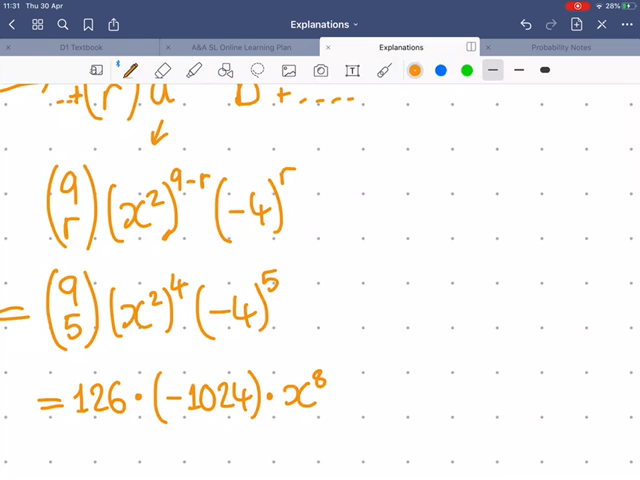 11:31 Thu 30 Apr
28%
Explanations
D1 Textbook
A&A SL Online Learning Plan
Explanations
Probability Notes
..+(r) a b + ....
↓
(9 r)(x²)⁹⁻ʳ(-4)ʳ
= (9 5)(x²)⁴(-4)⁵
= 126 · (-1024) · x⁸